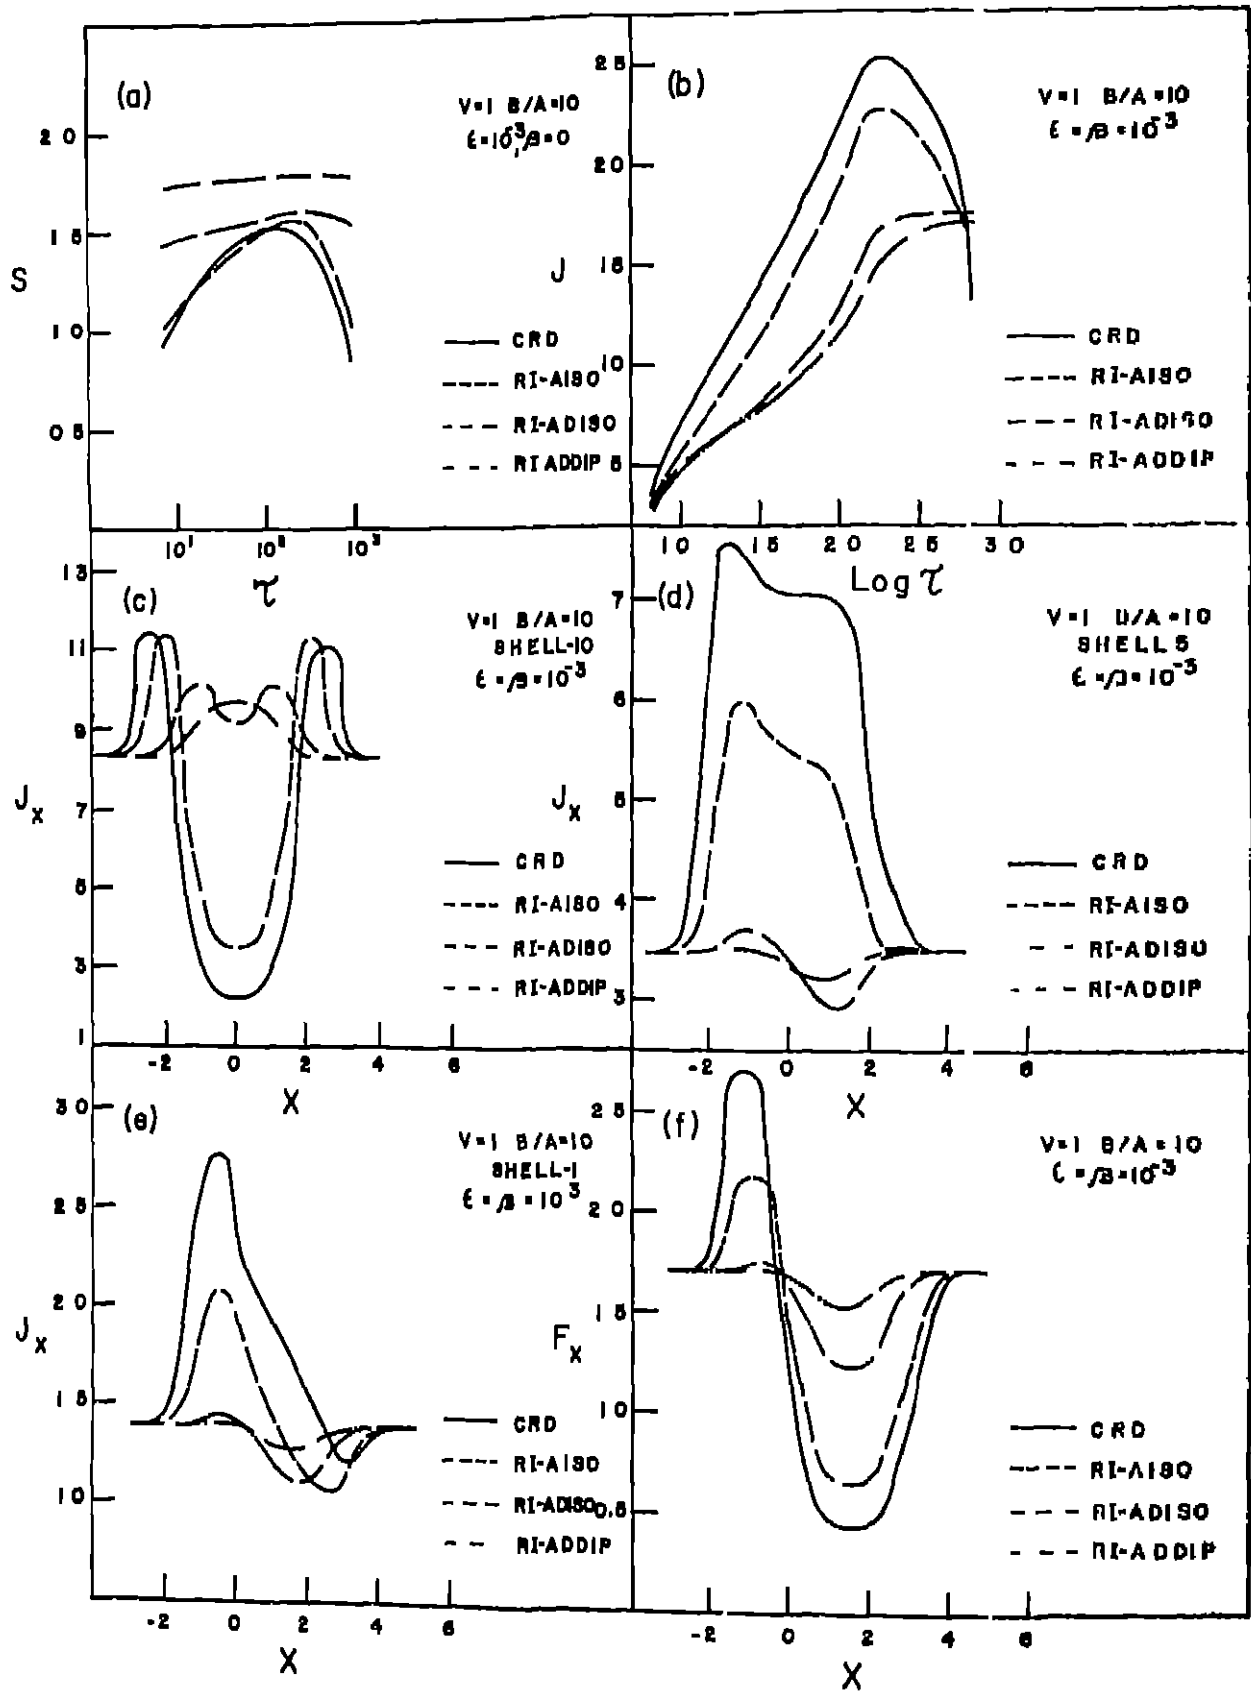 (a)
V=1 B/A=10
ε=10⁻³, β=0
2 0
1 5
1 0
0 5
S
CRD
RI-AISO
RI-ADISO
RI ADDIP
10¹
10²
10³
τ
(b)
V=1 B/A=10
ε=β=10⁻³
2 5
2 0
1 5
10
5
J
CRD
RI-AISO
RI-ADISO
RI-ADDIP
1 0
1 5
2 0
2 5
3 0
Log τ
(c)
V=1 B/A=10
SHELL-10
ε=β=10⁻³
13
11
9
7
5
3
1
Jx
CRD
RI-AISO
RI-ADISO
RI-ADDIP
-2
0
2
4
6
X
(d)
V=1 B/A=10
SHELL 5
ε=β=10⁻³
7
6
5
4
3
Jx
CRD
RI-AISO
RI-ADISO
RI-ADDIP
-2
0
2
4
6
X
(e)
V=1 B/A=10
SHELL-1
ε=β=10 3
3 0
2 5
2 0
1 5
1 0
Jx
CRD
RI-AISO
RI-ADISO
RI-ADDIP
-2
0
2
4
6
X
(f)
V=1 B/A=10
ε=β=10⁻³
2 5
2 0
1 5
1 0
0.5
Fx
CRD
RI-AISO
RI-ADISO
RI-ADDIP
-2
0
2
4
6
X